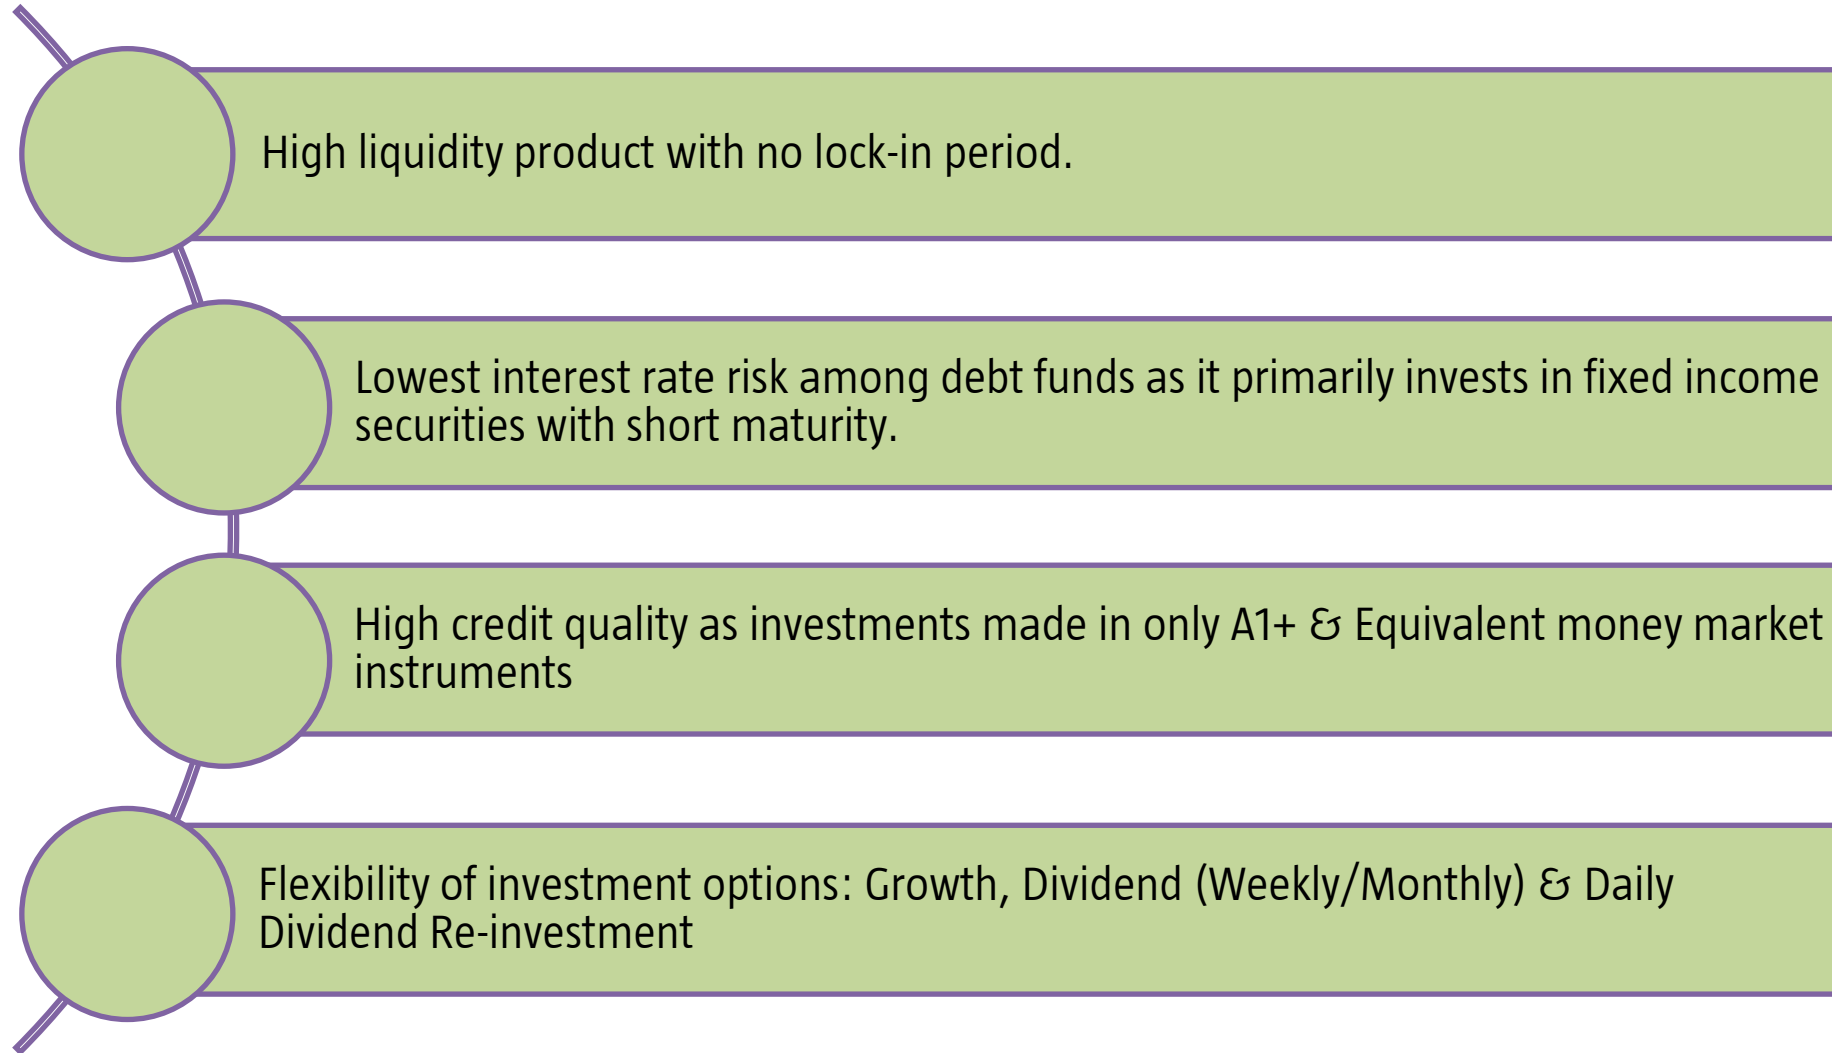 High liquidity product with no lock-in period.
Lowest interest rate risk among debt funds as it primarily invests in fixed income
securities with short maturity.
High credit quality as investments made in only A1+ & Equivalent money market
instruments
Flexibility of investment options: Growth, Dividend (Weekly/Monthly) & Daily
Dividend Re-investment